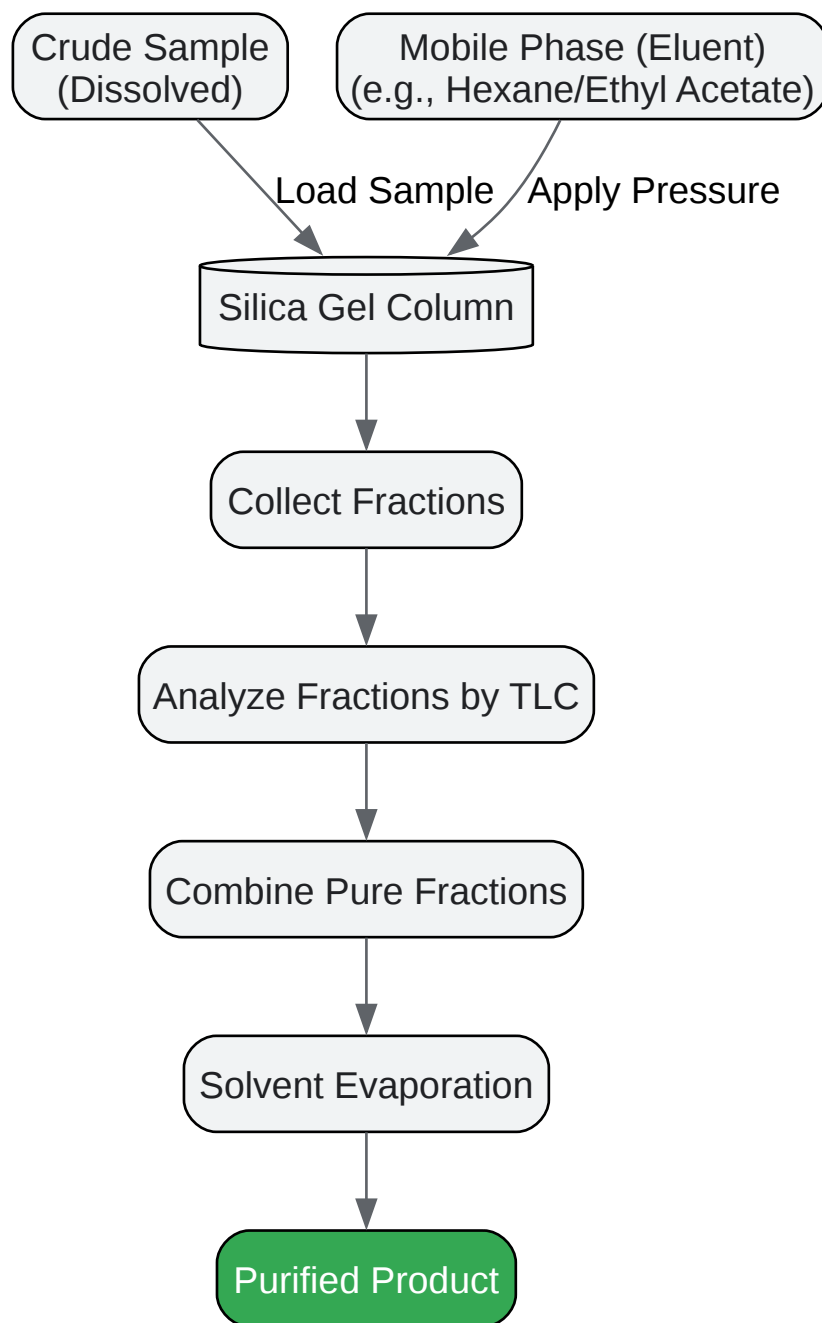 Crude Sample
(Dissolved)
Mobile Phase (Eluent)
(e.g., Hexane/Ethyl Acetate)
Load Sample
Apply Pressure
Silica Gel Column
Collect Fractions
Analyze Fractions by TLC
Combine Pure Fractions
Solvent Evaporation
Purified Product